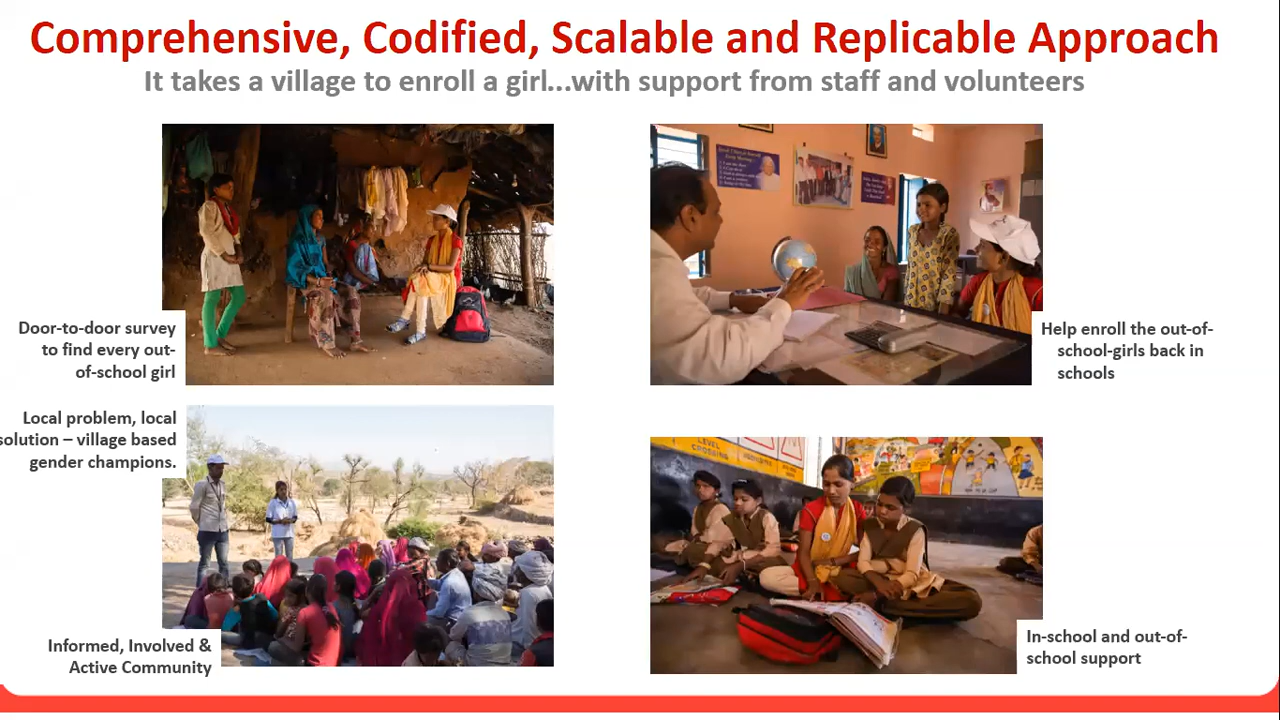 Comprehensive, Codified, Scalable and Replicable Approach
It takes a village to enroll a girl...with support from staff and volunteers
Door-to-door survey
to find every out-
of-school girl
Help enroll the out-of-
school-girls back in
schools
Local problem, local
solution – village based
gender champions.
LEVEL
CROSSING
Informed, Involved &
Active Community
In-school and out-of-
school support